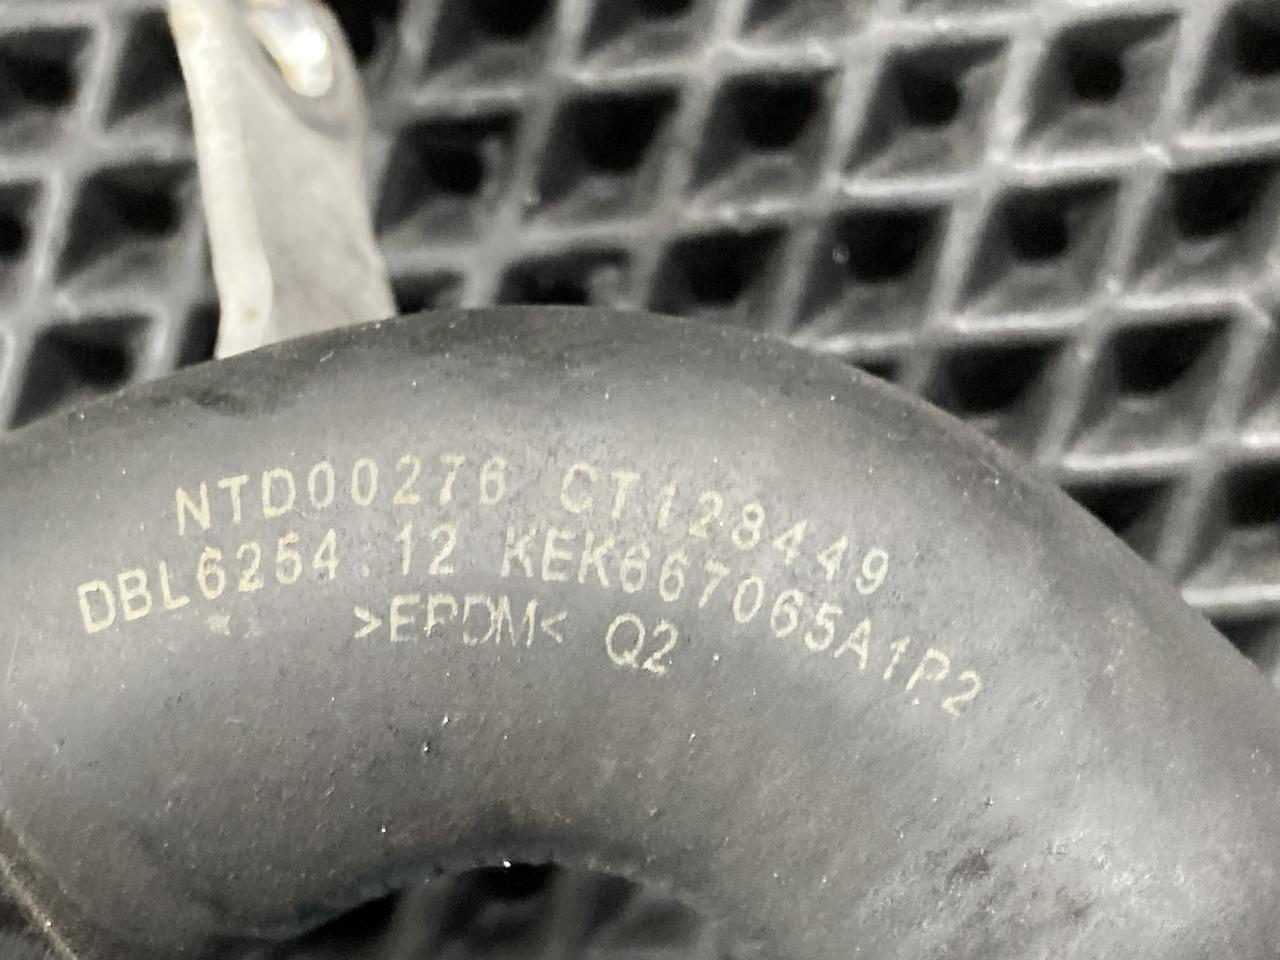 NTD00276 CT128449
DBL6254.12 KEK667065A1P2
>EPDM< Q2